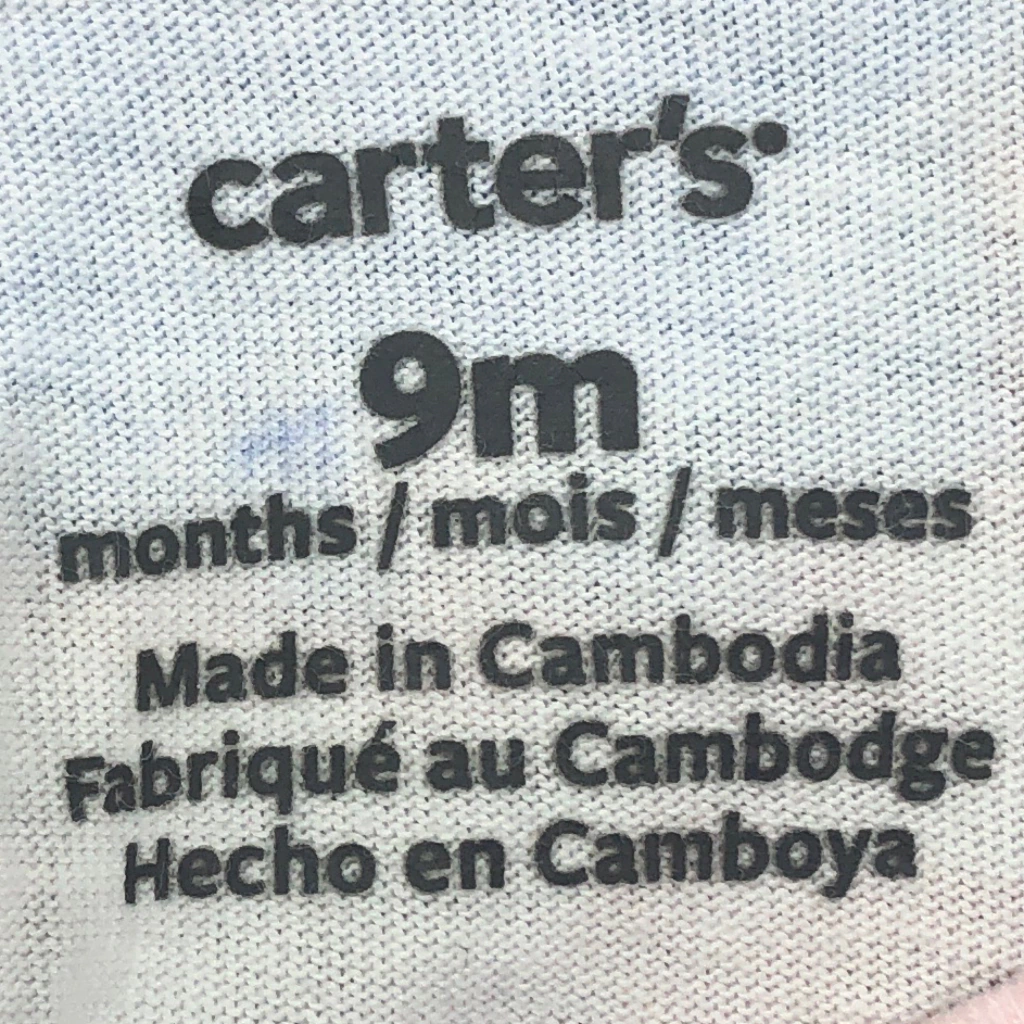 carter's
9m
months / mois / meses
Made in Cambodia
Fabriqué au Cambodge
Hecho en Camboya